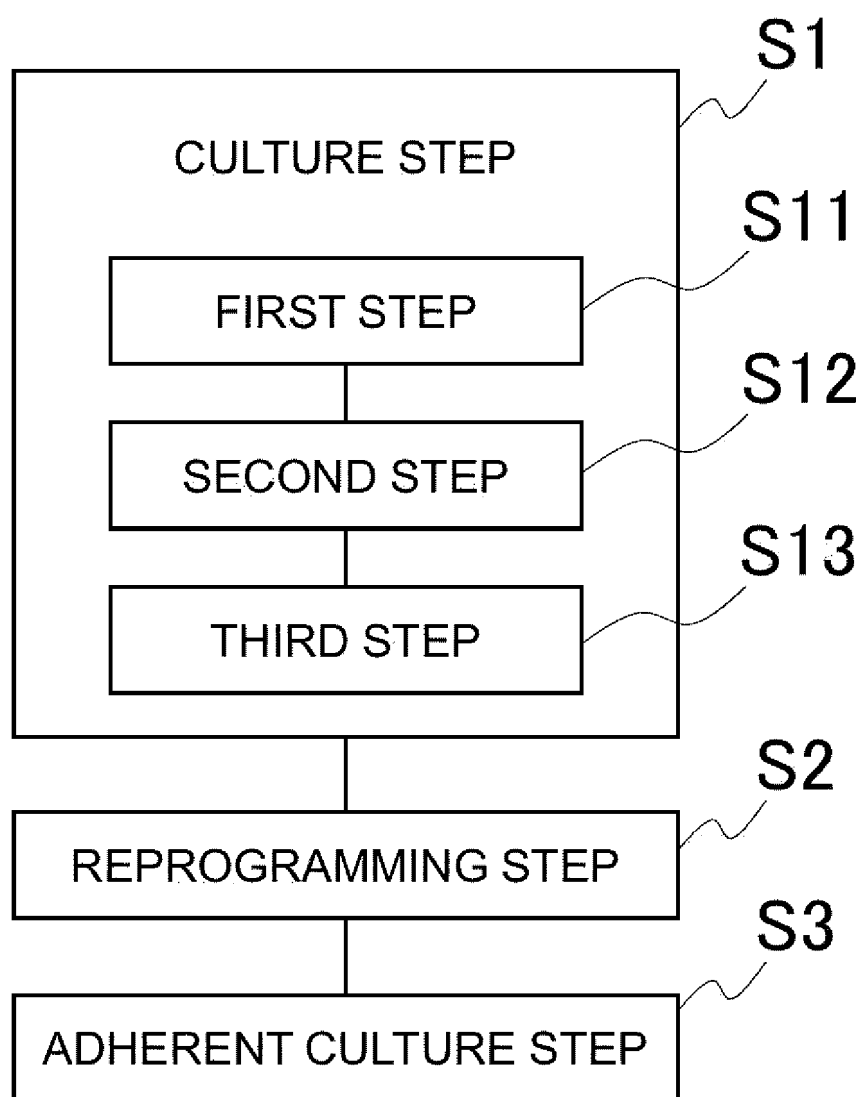 S1
CULTURE STEP
S11
FIRST STEP
S12
SECOND STEP
S13
THIRD STEP
S2
REPROGRAMMING STEP
S3
ADHERENT CULTURE STEP